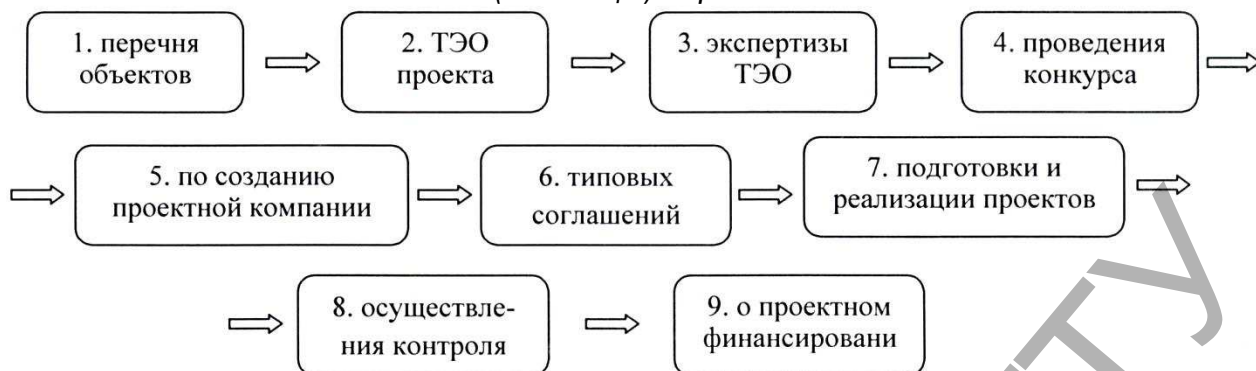 1. перечня
объектов
2. ТЭО
проекта
3. экспертизы
ТЭО
4. проведения
конкурса
5. по созданию
проектной компании
6. типовых
соглашений
7. подготовки и
реализации проектов
8. осуществле-
ния контроля
9. о проектном
финансировани
ТУ